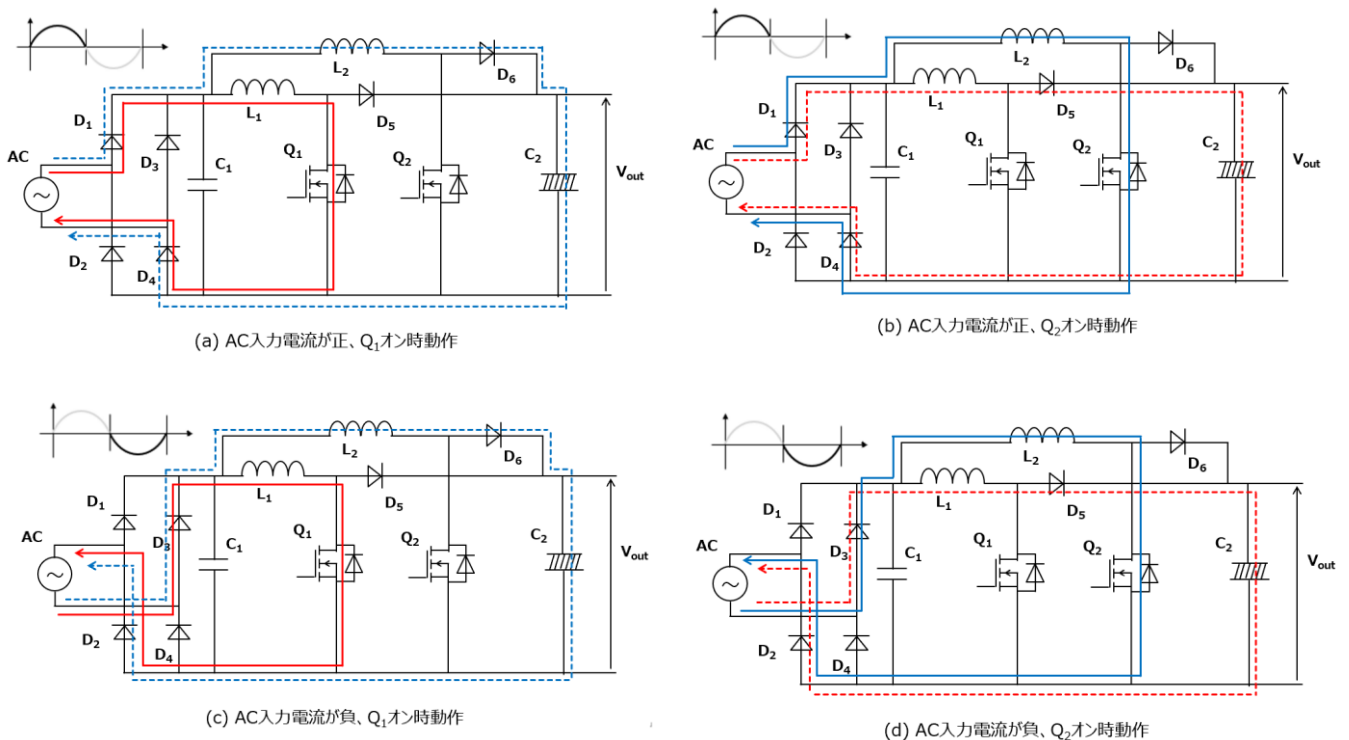 L₂
D₆
D₁
L₁
D₅
AC
D₃
C₁
Q₁
Q₂
C₂
Vout
D₂
D₄
(a) AC入力電流が正、Q₁オン時動作
L₂
D₆
D₁
L₁
D₅
AC
D₃
C₁
Q₁
Q₂
C₂
Vout
D₂
D₄
(b) AC入力電流が正、Q₂オン時動作
L₂
D₆
D₁
L₁
D₅
AC
D₃
C₁
Q₁
Q₂
C₂
Vout
D₂
D₄
(c) AC入力電流が負、Q₁オン時動作
L₂
D₆
D₁
L₁
D₅
AC
D₃
C₁
Q₁
Q₂
C₂
Vout
D₂
D₄
(d) AC入力電流が負、Q₂オン時動作